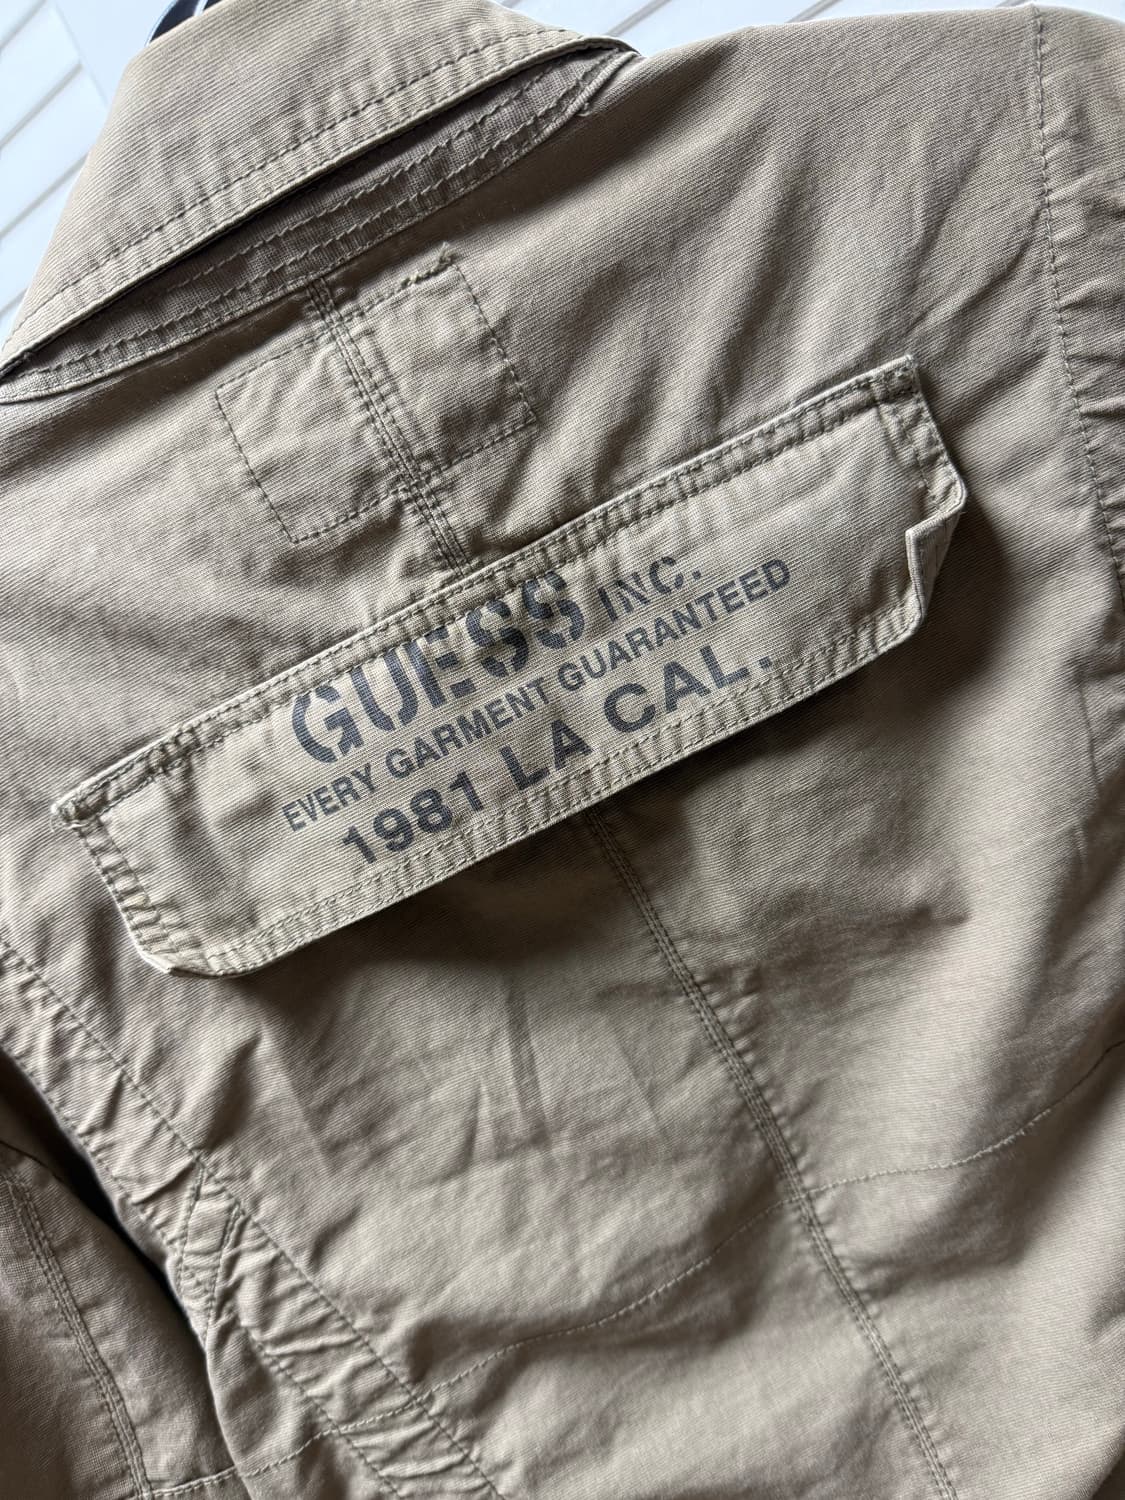 GUESS INC.
EVERY GARMENT GUARANTEED
1981 LA CAL.